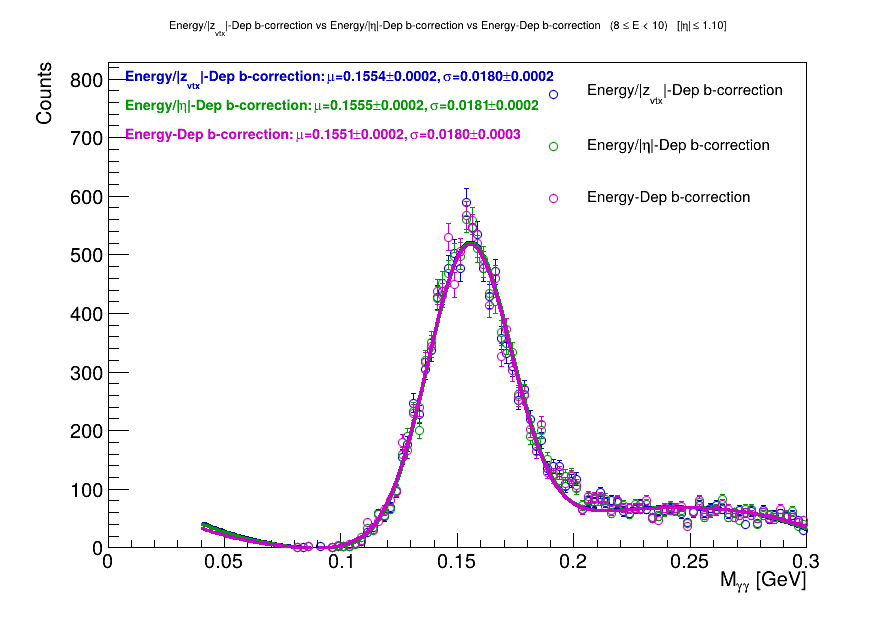 Energy/|z_vtx|-Dep b-correction vs Energy/|η|-Dep b-correction vs Energy-Dep b-correction (8 ≤ E < 10) [|η| ≤ 1.10]
Counts
800
700
600
500
400
300
200
100
0
Energy/|z_vtx|-Dep b-correction: μ=0.1554±0.0002, σ=0.0180±0.0002
Energy/|η|-Dep b-correction: μ=0.1555±0.0002, σ=0.0181±0.0002
Energy-Dep b-correction: μ=0.1551±0.0002, σ=0.0180±0.0003
Energy/|z_vtx|-Dep b-correction
Energy/|η|-Dep b-correction
Energy-Dep b-correction
0 0.05 0.1 0.15 0.2 0.25 0.3
M_γγ [GeV]